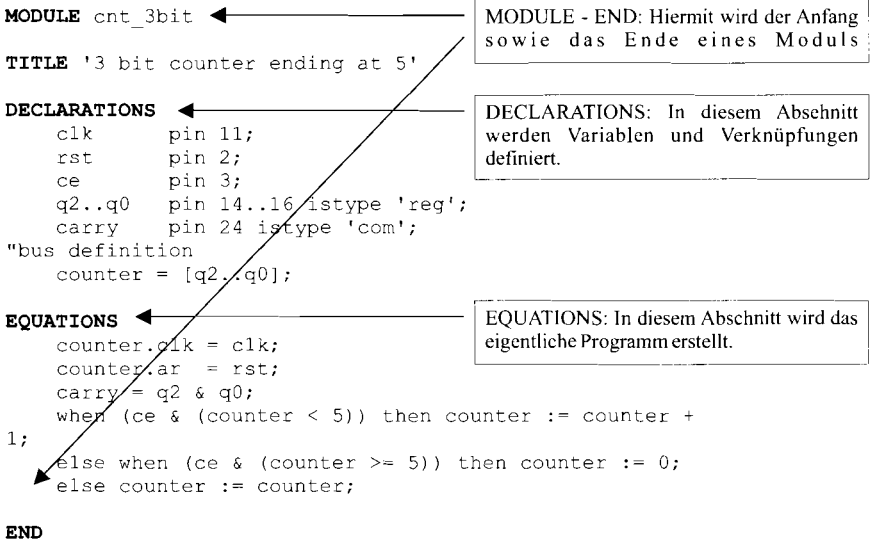 MODULE cnt_3bit
MODULE - END: Hiermit wird der Anfang
sowie das Ende eines Moduls
TITLE '3 bit counter ending at 5'
DECLARATIONS
DECLARATIONS: In diesem Absehnitt
werden Variablen und Verknüpfungen
definiert.
clk pin 11;
rst pin 2;
ce pin 3;
q2..q0 pin 14..16 istype 'reg';
carry pin 24 istype 'com';
"bus definition
counter = [q2..q0];
EQUATIONS
EQUATIONS: In diesem Abschnitt wird das
eigentliche Programm erstellt.
counter.clk = clk;
counter.ar = rst;
carry = q2 & q0;
when (ce & (counter < 5)) then counter := counter +
1;
else when (ce & (counter >= 5)) then counter := 0;
else counter := counter;
END